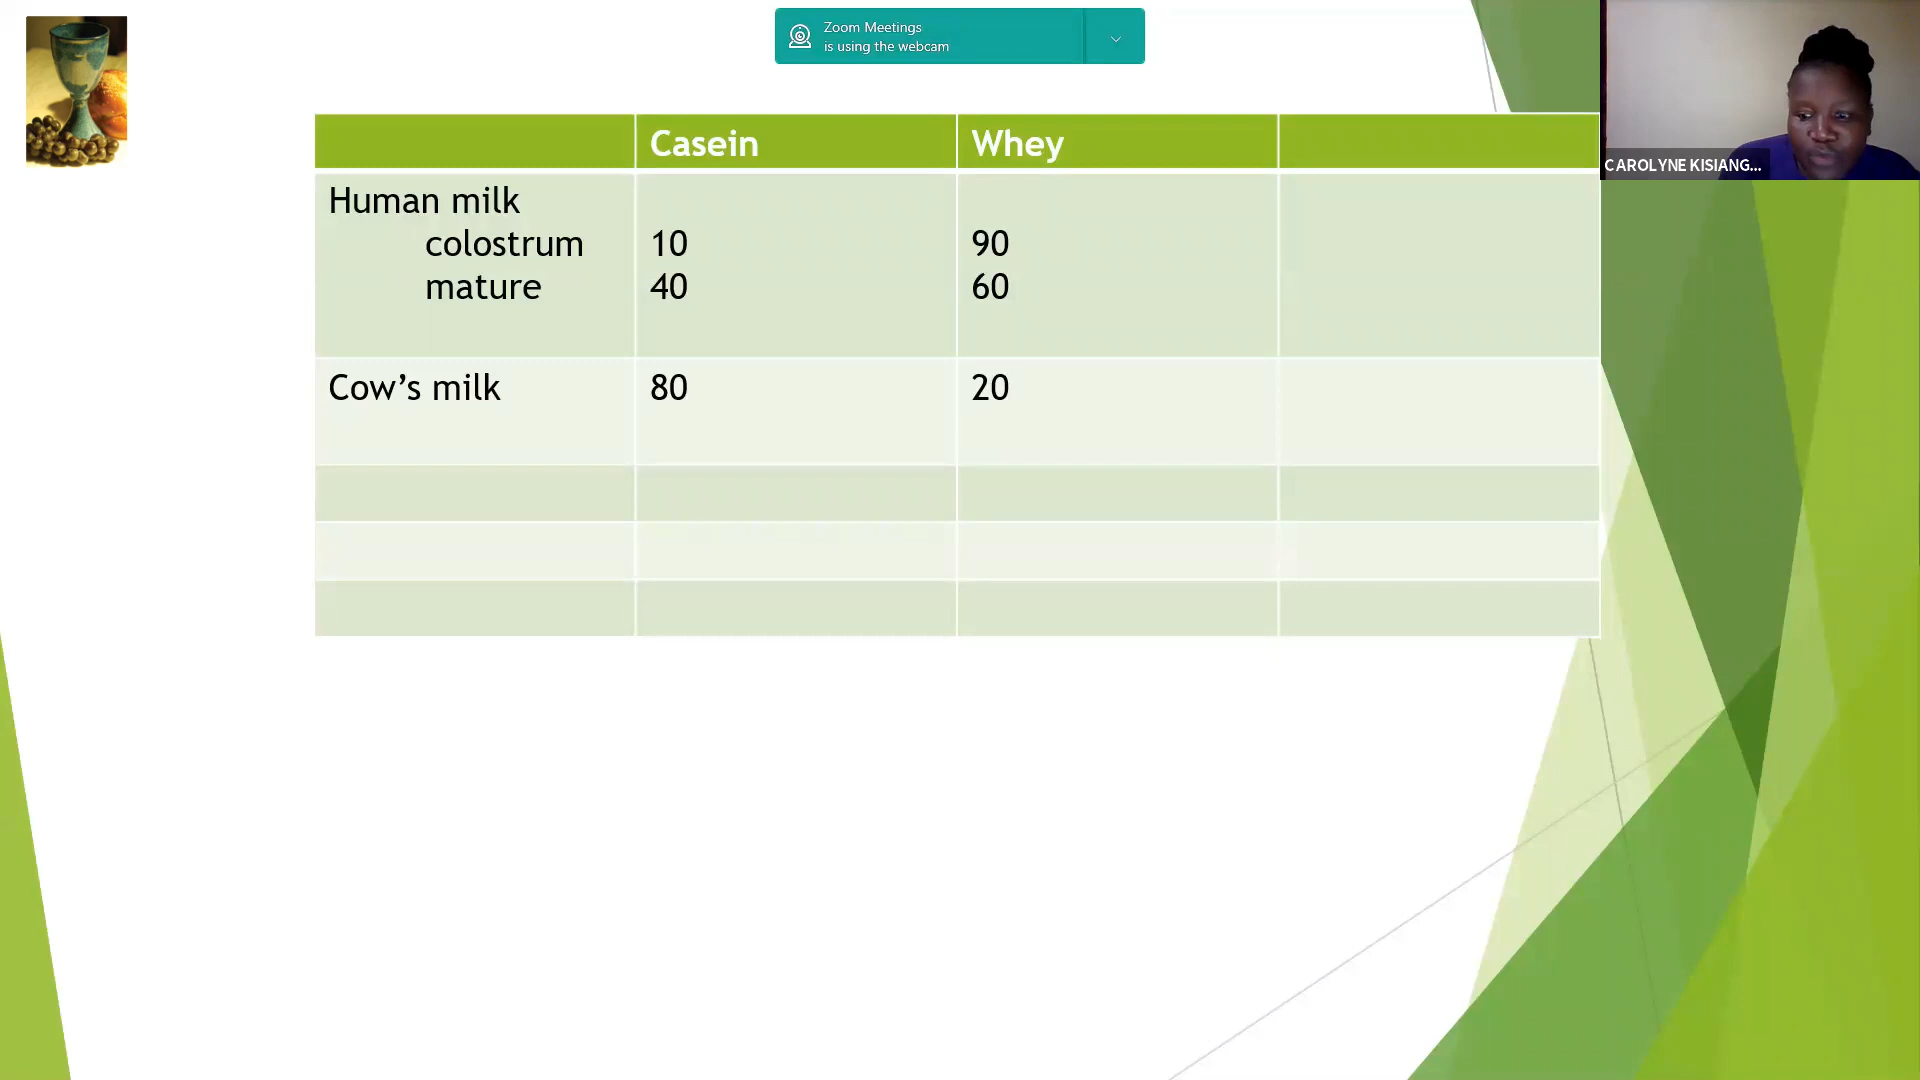 Zoom Meetings
is using the webcam
CAROLYNE KISIANG...
Casein Whey
Human milk
colostrum 10 90
mature 40 60
Cow’s milk 80 20